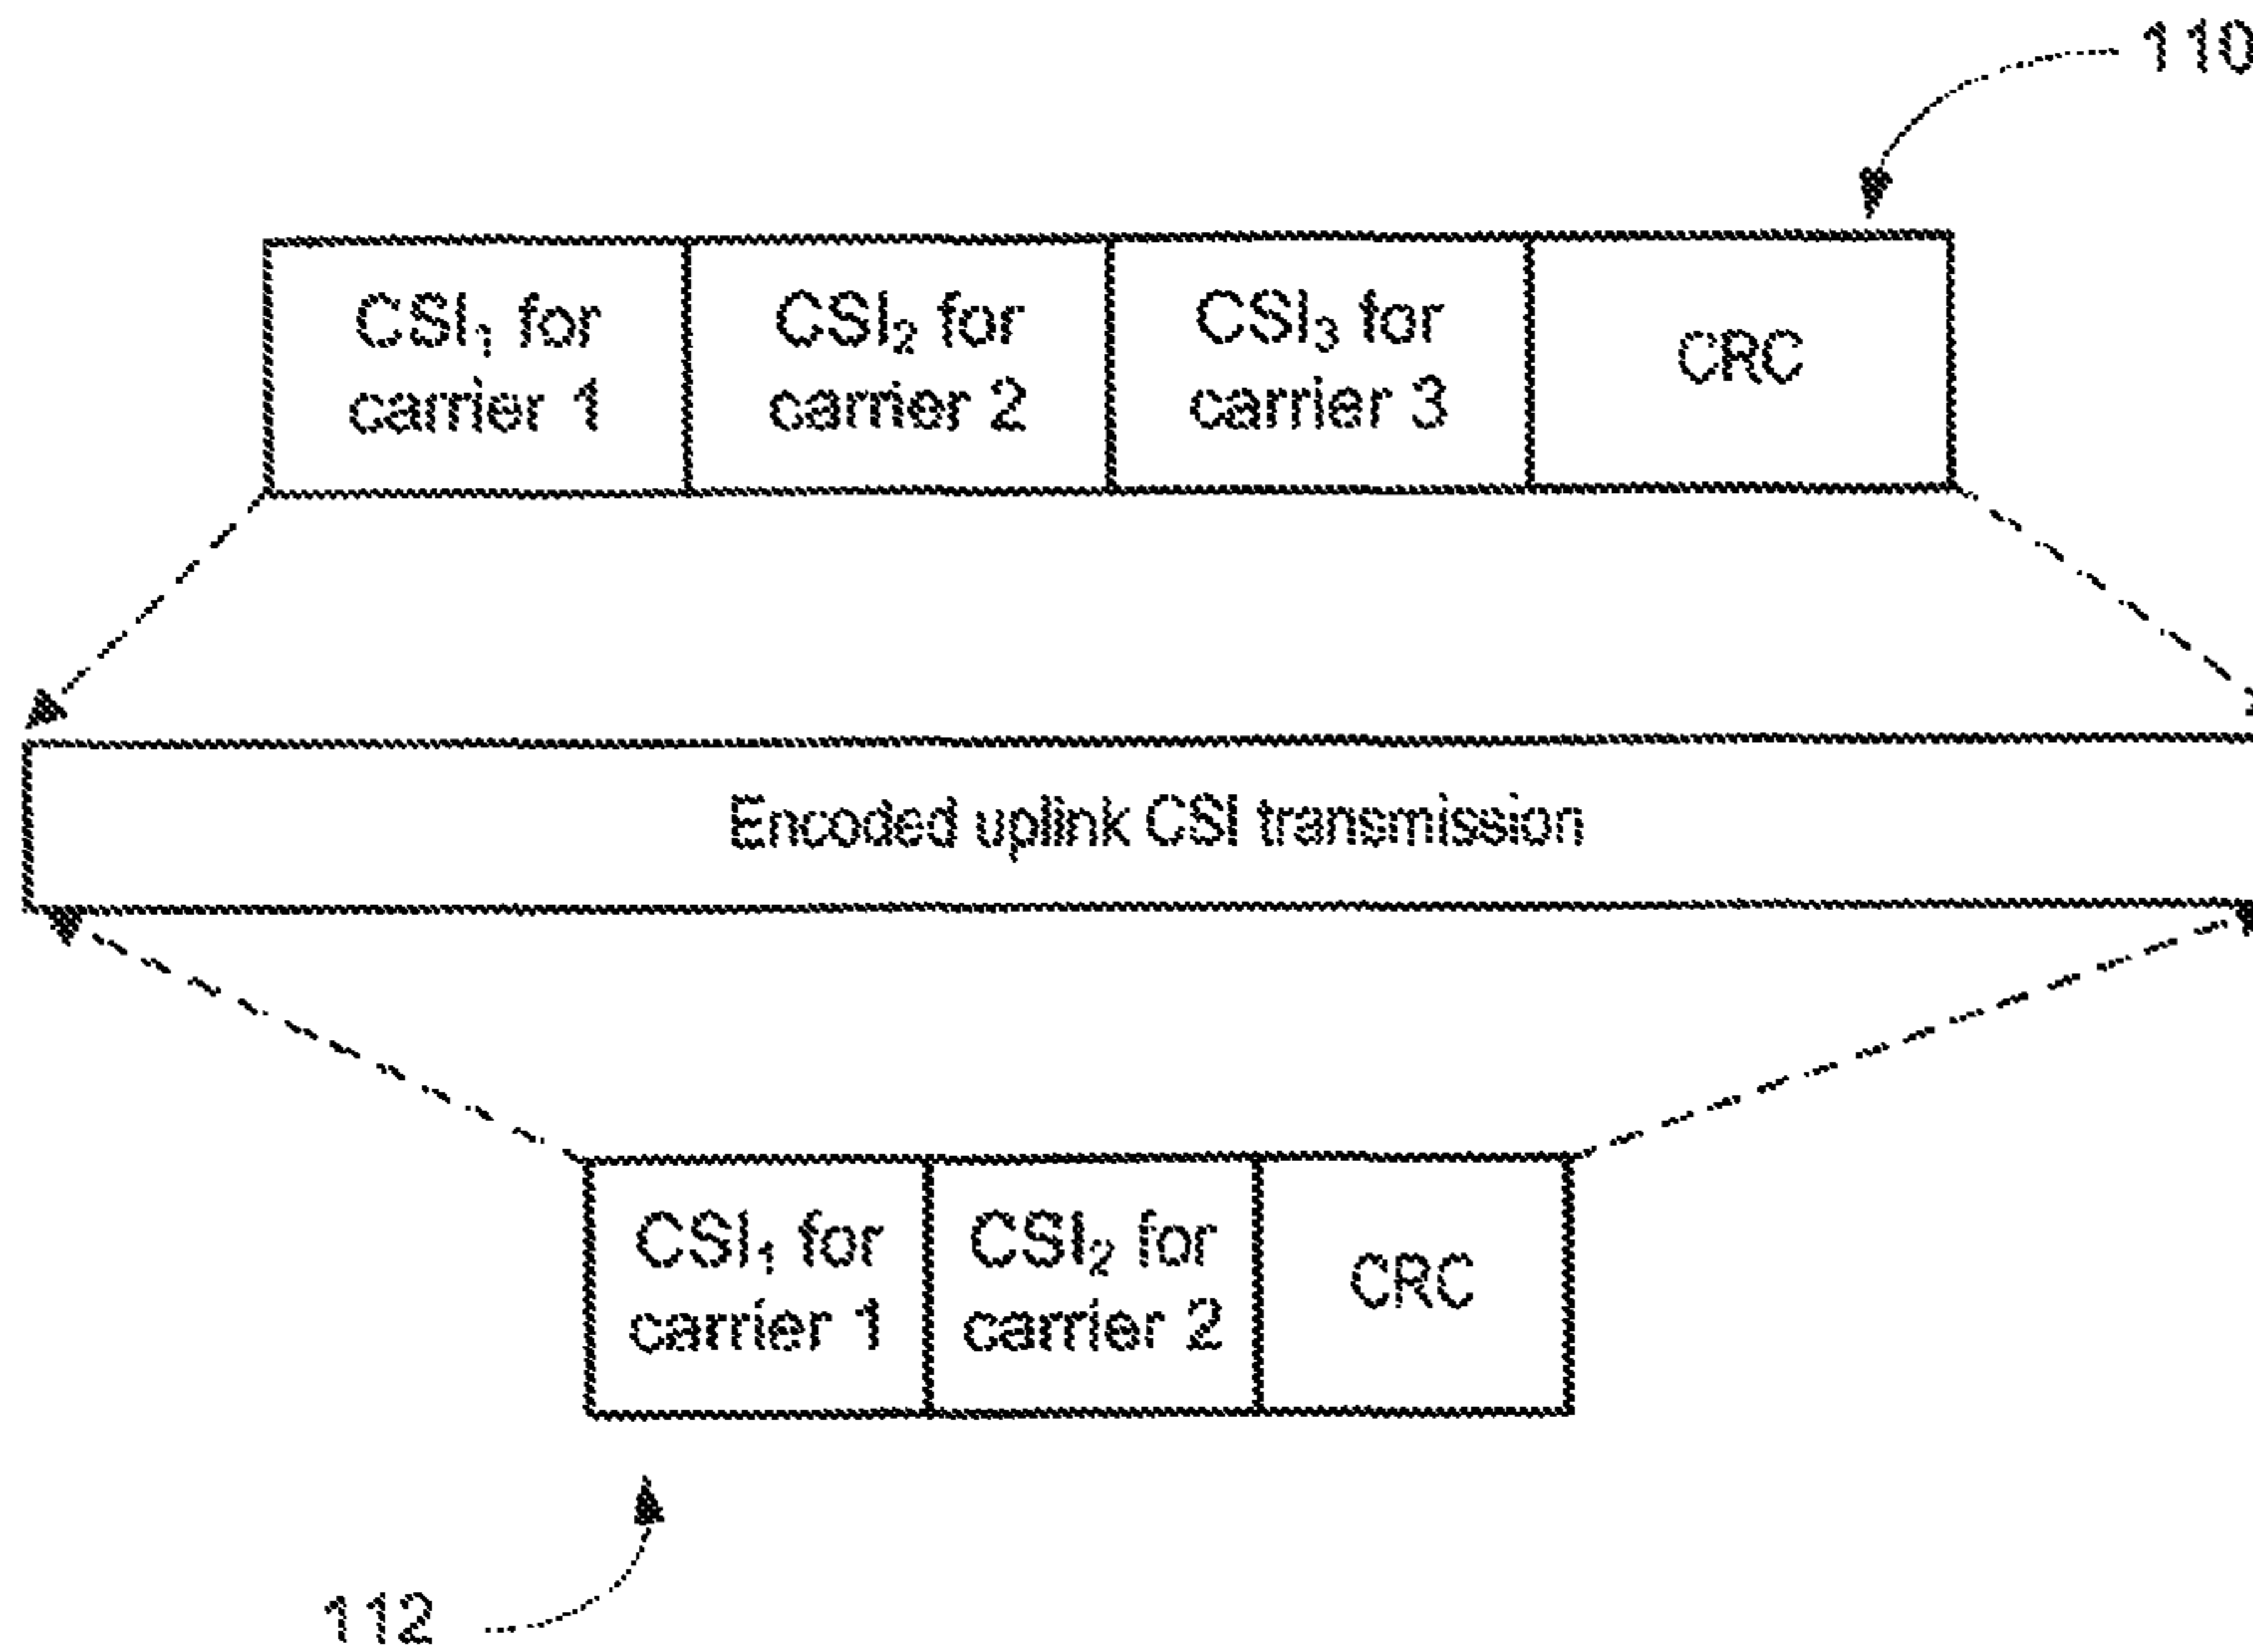 110
CSI₁ for
carrier 1
CSI₂ for
carrier 2
CSI₃ for
carrier 3
CRC
Encoded uplink CSI transmission
CSI₁ for
carrier 1
CSI₂ for
carrier 2
CRC
112